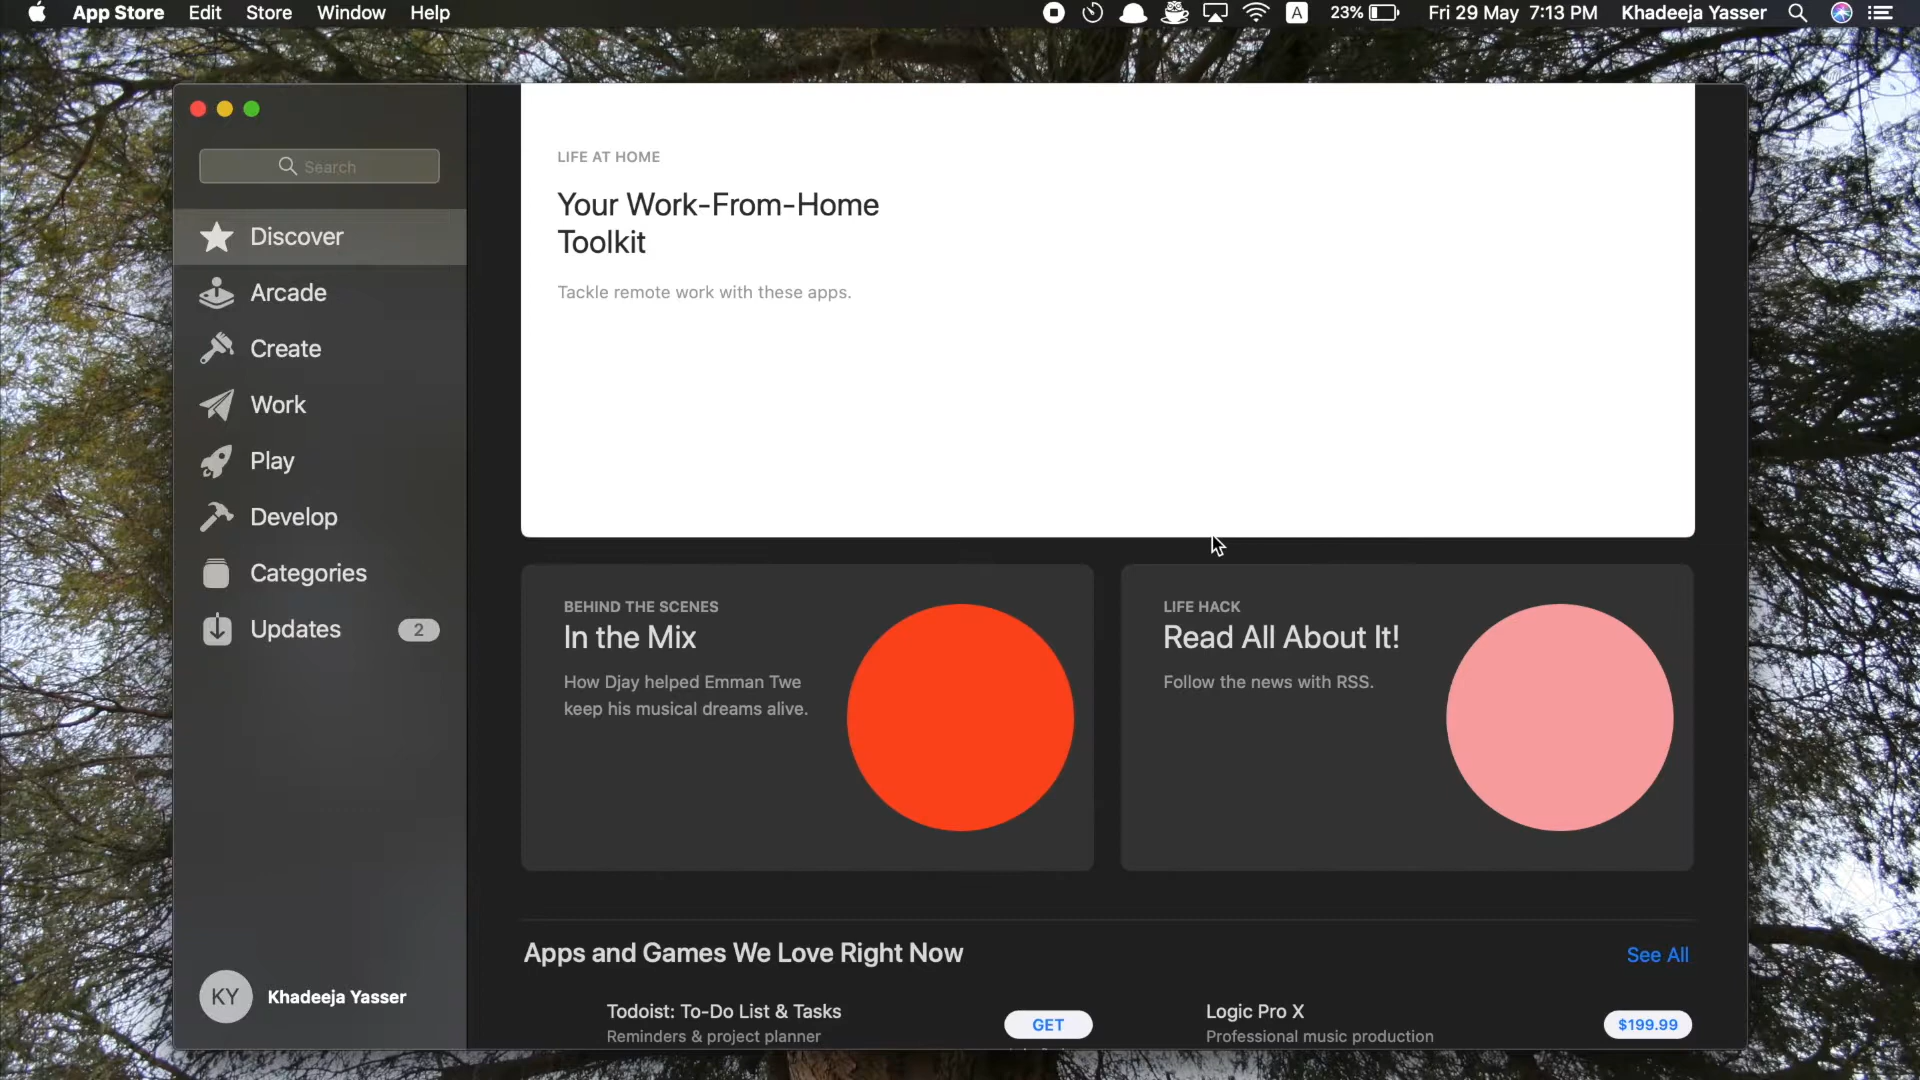 App Store Edit Store Window Help
A 23% Fri 29 May 7:13 PM Khadeeja Yasser
Search
Discover
Arcade
Create
Work
Play
Develop
Categories
Updates 2
KY Khadeeja Yasser
LIFE AT HOME
Your Work-From-Home
Toolkit
Tackle remote work with these apps.
BEHIND THE SCENES
In the Mix
How Djay helped Emman Twe
keep his musical dreams alive.
LIFE HACK
Read All About It!
Follow the news with RSS.
Apps and Games We Love Right Now
See All
Todoist: To-Do List & Tasks
Reminders & project planner
GET
Logic Pro X
Professional music production
$199.99